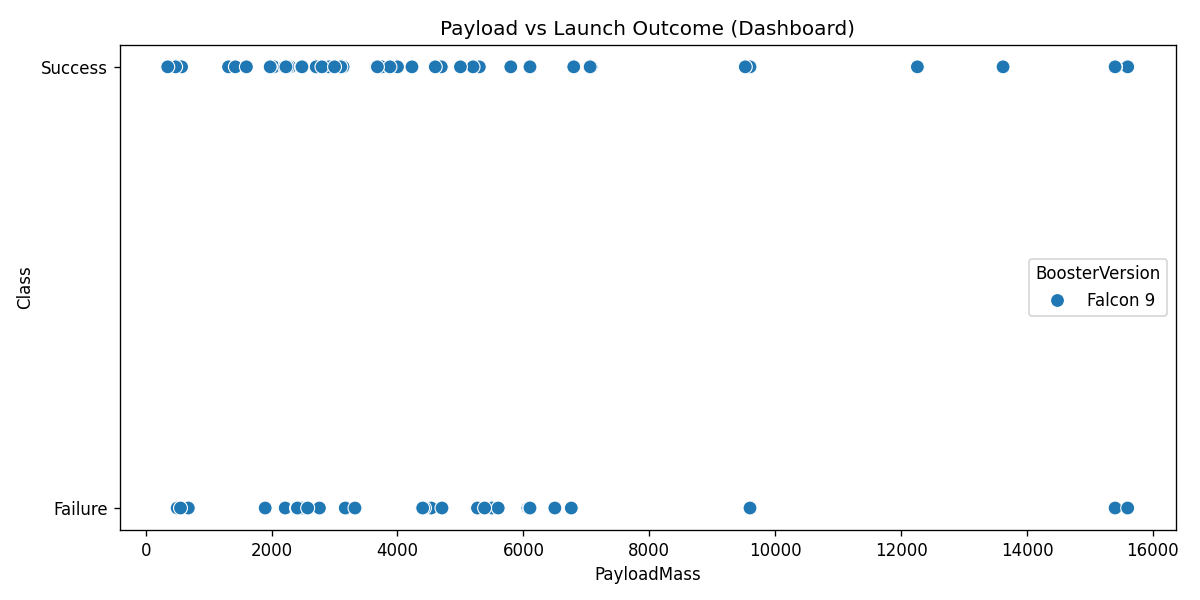 Payload vs Launch Outcome (Dashboard)
Success
Class
BoosterVersion
Falcon 9
Failure
0 2000 4000 6000 8000 10000 12000 14000 16000
PayloadMass